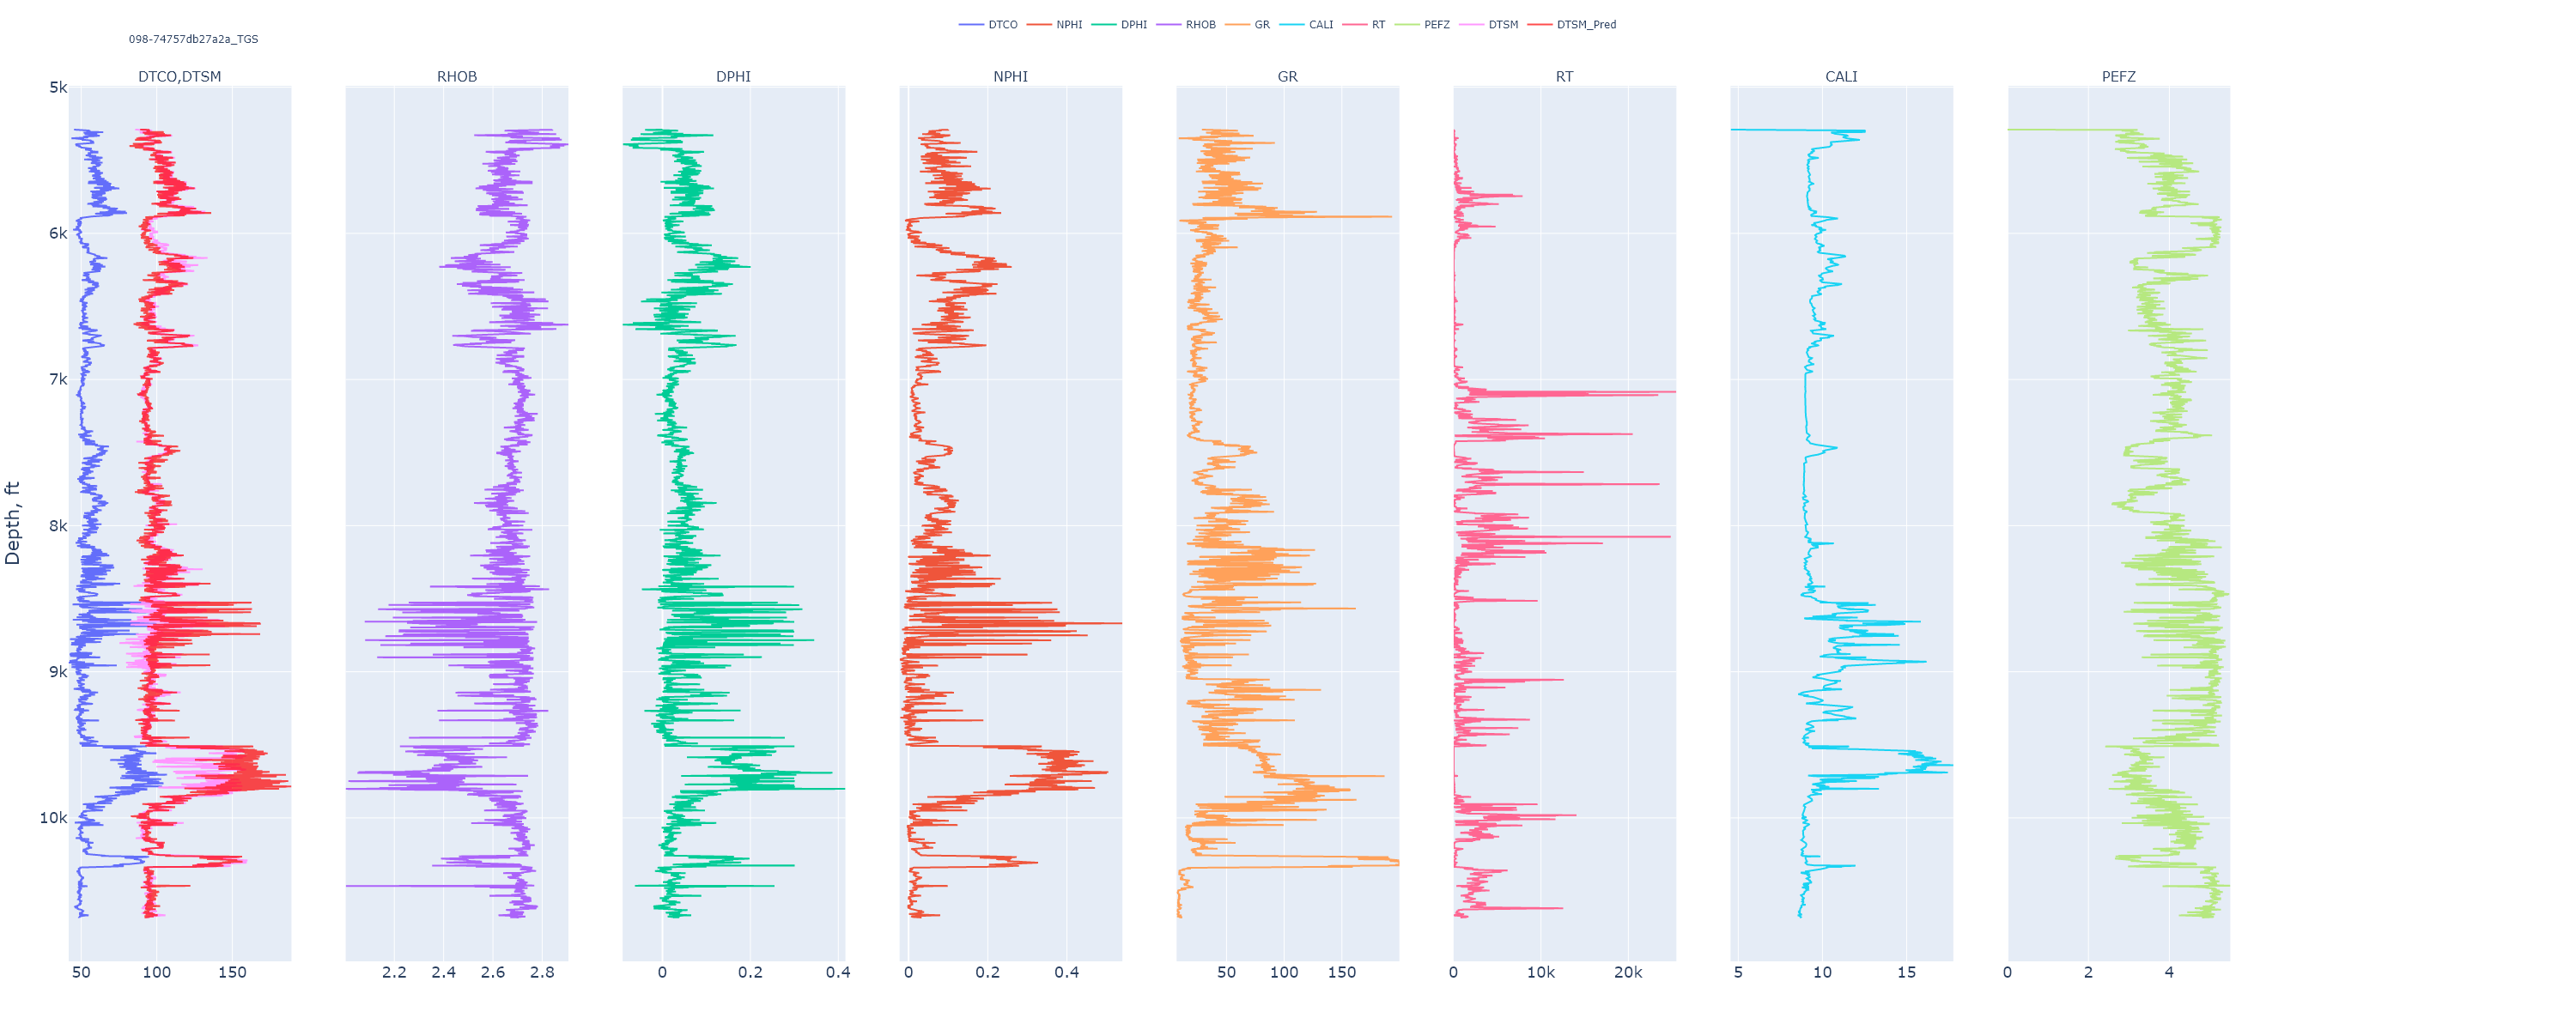 DTCO NPHI DPHI RHOB GR CALI RT PEFZ DTSM DTSM_Pred
098-74757db27a2a_TGS
DTCO,DTSM RHOB DPHI NPHI GR RT CALI PEFZ
5k
6k
7k
8k
9k
10k
Depth, ft
50 100 150 2.2 2.4 2.6 2.8 0 0.2 0.4 0 0.2 0.4 50 100 150 0 10k 20k 5 10 15 0 2 4